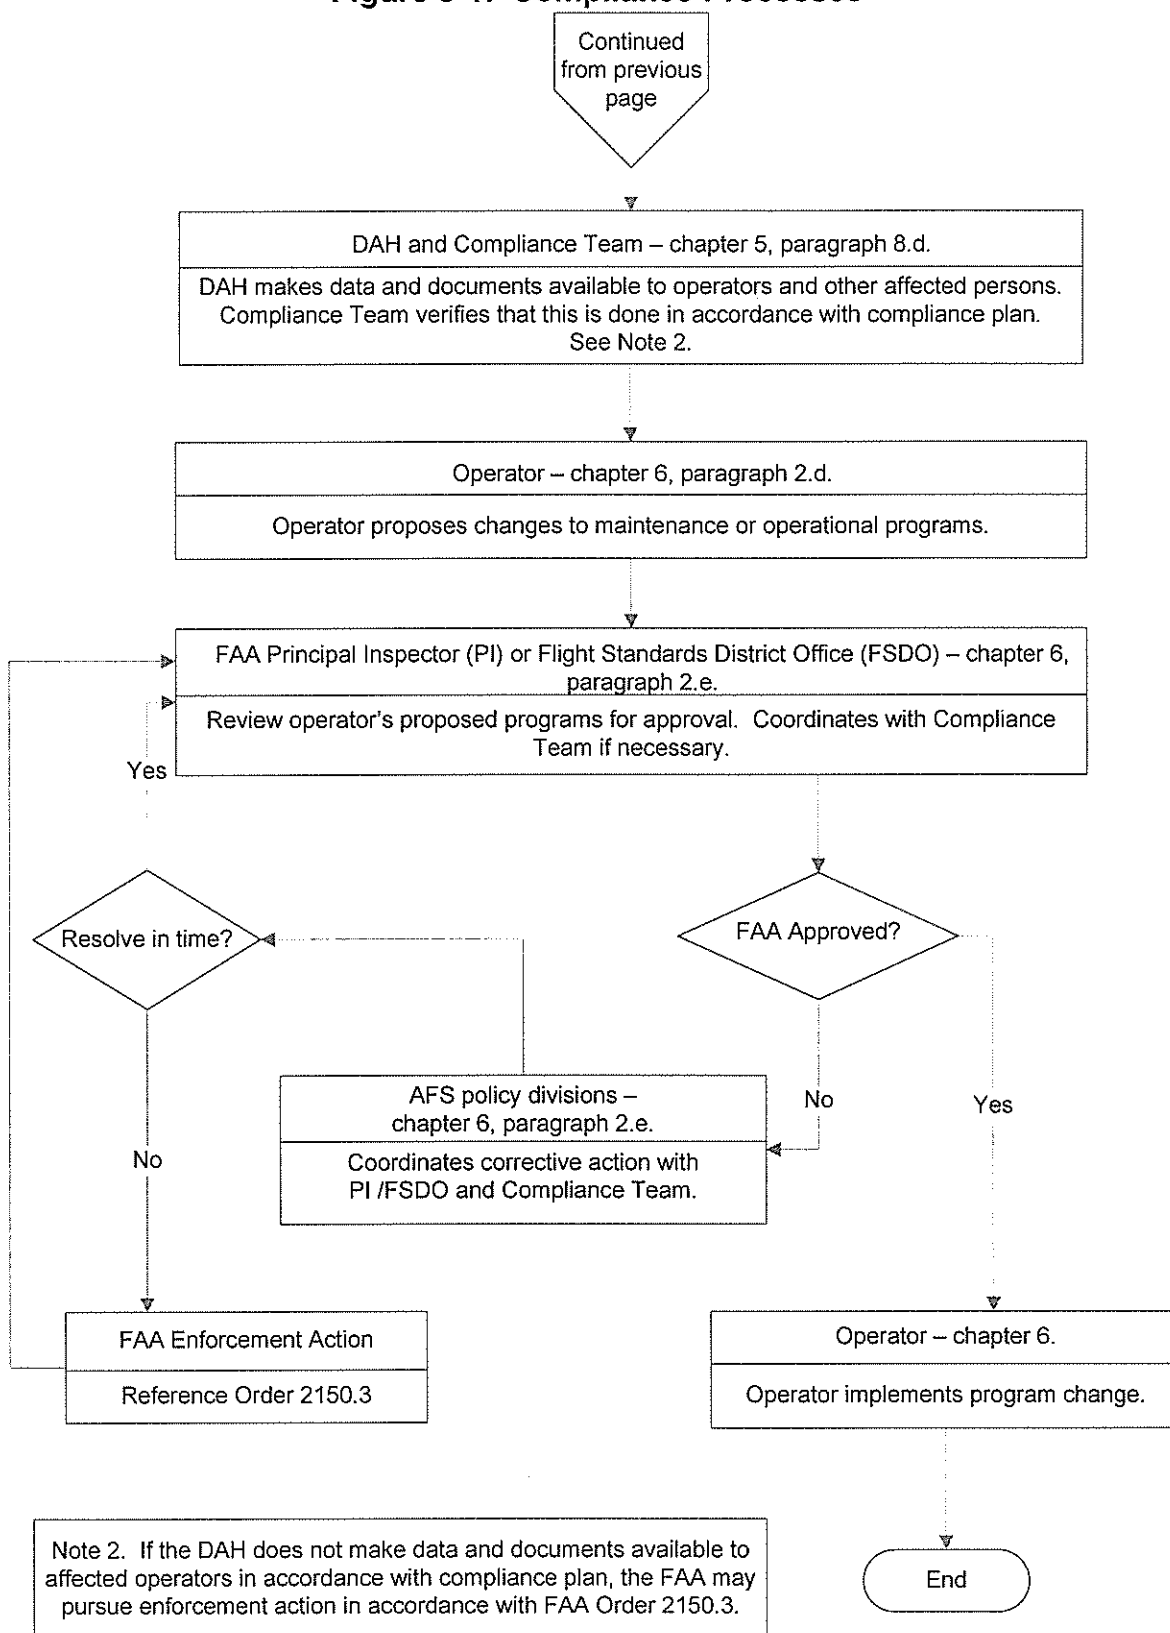 Continued
from previous
page
DAH and Compliance Team – chapter 5, paragraph 8.d.
DAH makes data and documents available to operators and other affected persons.
Compliance Team verifies that this is done in accordance with compliance plan.
See Note 2.
Operator – chapter 6, paragraph 2.d.
Operator proposes changes to maintenance or operational programs.
FAA Principal Inspector (PI) or Flight Standards District Office (FSDO) – chapter 6,
paragraph 2.e.
Review operator's proposed programs for approval.  Coordinates with Compliance
Team if necessary.
Yes
Resolve in time?
FAA Approved?
AFS policy divisions –
chapter 6, paragraph 2.e.
Coordinates corrective action with
PI /FSDO and Compliance Team.
No
Yes
No
FAA Enforcement Action
Reference Order 2150.3
Operator – chapter 6.
Operator implements program change.
Note 2.  If the DAH does not make data and documents available to
affected operators in accordance with compliance plan, the FAA may
pursue enforcement action in accordance with FAA Order 2150.3.
End